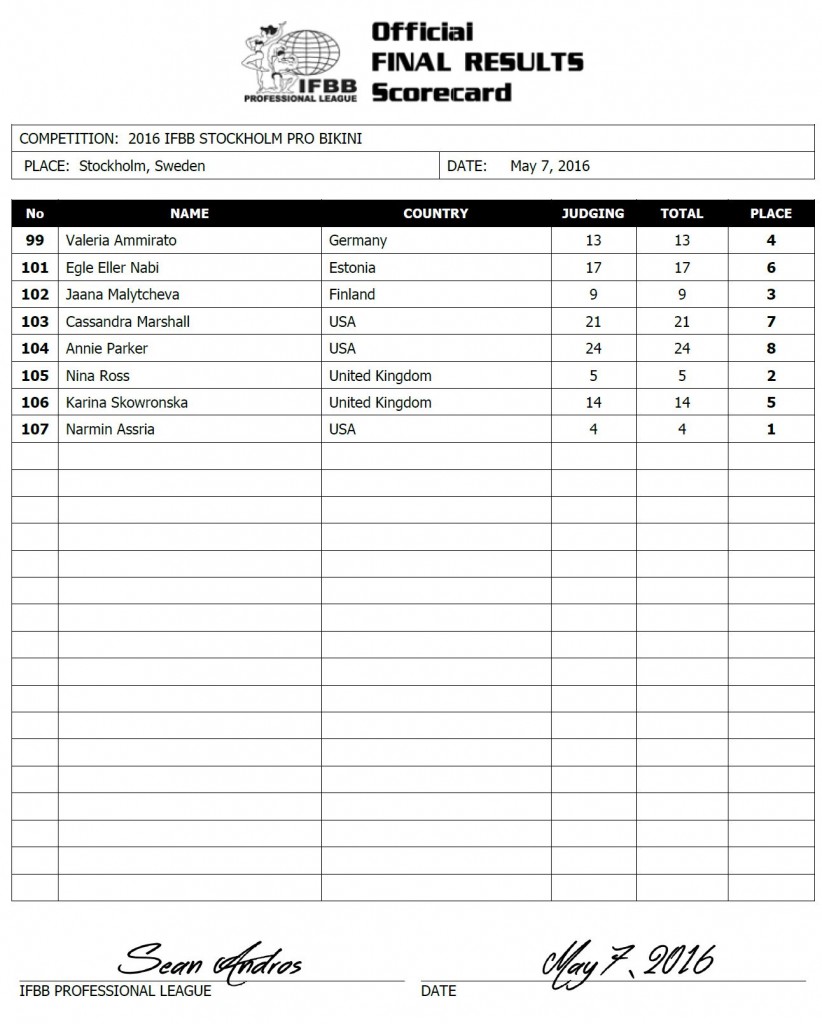 Official
FINAL RESULTS
Scorecard
IFBB
PROFESSIONAL LEAGUE
COMPETITION: 2016 IFBB STOCKHOLM PRO BIKINI
PLACE: Stockholm, Sweden DATE: May 7, 2016
No NAME COUNTRY JUDGING TOTAL PLACE
99 Valeria Ammirato Germany 13 13 4
101 Egle Eller Nabi Estonia 17 17 6
102 Jaana Malytcheva Finland 9 9 3
103 Cassandra Marshall USA 21 21 7
104 Annie Parker USA 24 24 8
105 Nina Ross United Kingdom 5 5 2
106 Karina Skowronska United Kingdom 14 14 5
107 Narmin Assria USA 4 4 1
Sean Andros May 7, 2016
IFBB PROFESSIONAL LEAGUE DATE